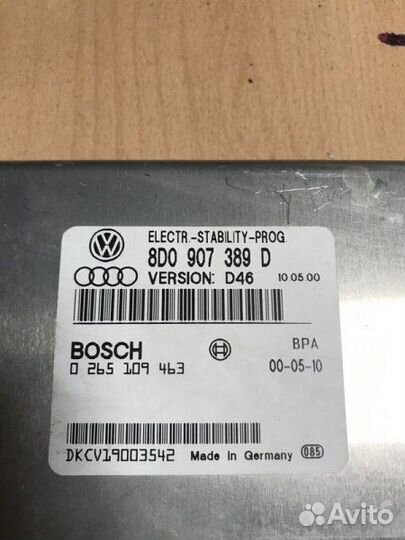 ELECTR.-STABILITY-PROG.
8D0 907 389 D
VERSION: D46 10.05.00
BOSCH BPA
0 265 109 463 00-05-10
DKCV19003542 Made in Germany 085
Avito